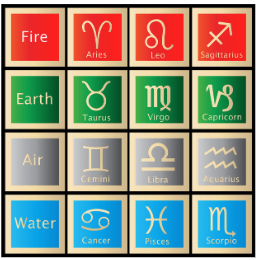 Fire
Aries
Leo
Sagittarius
Earth
Taurus
Virgo
Capricorn
Air
Gemini
Libra
Aquarius
Water
Cancer
Pisces
Scorpio